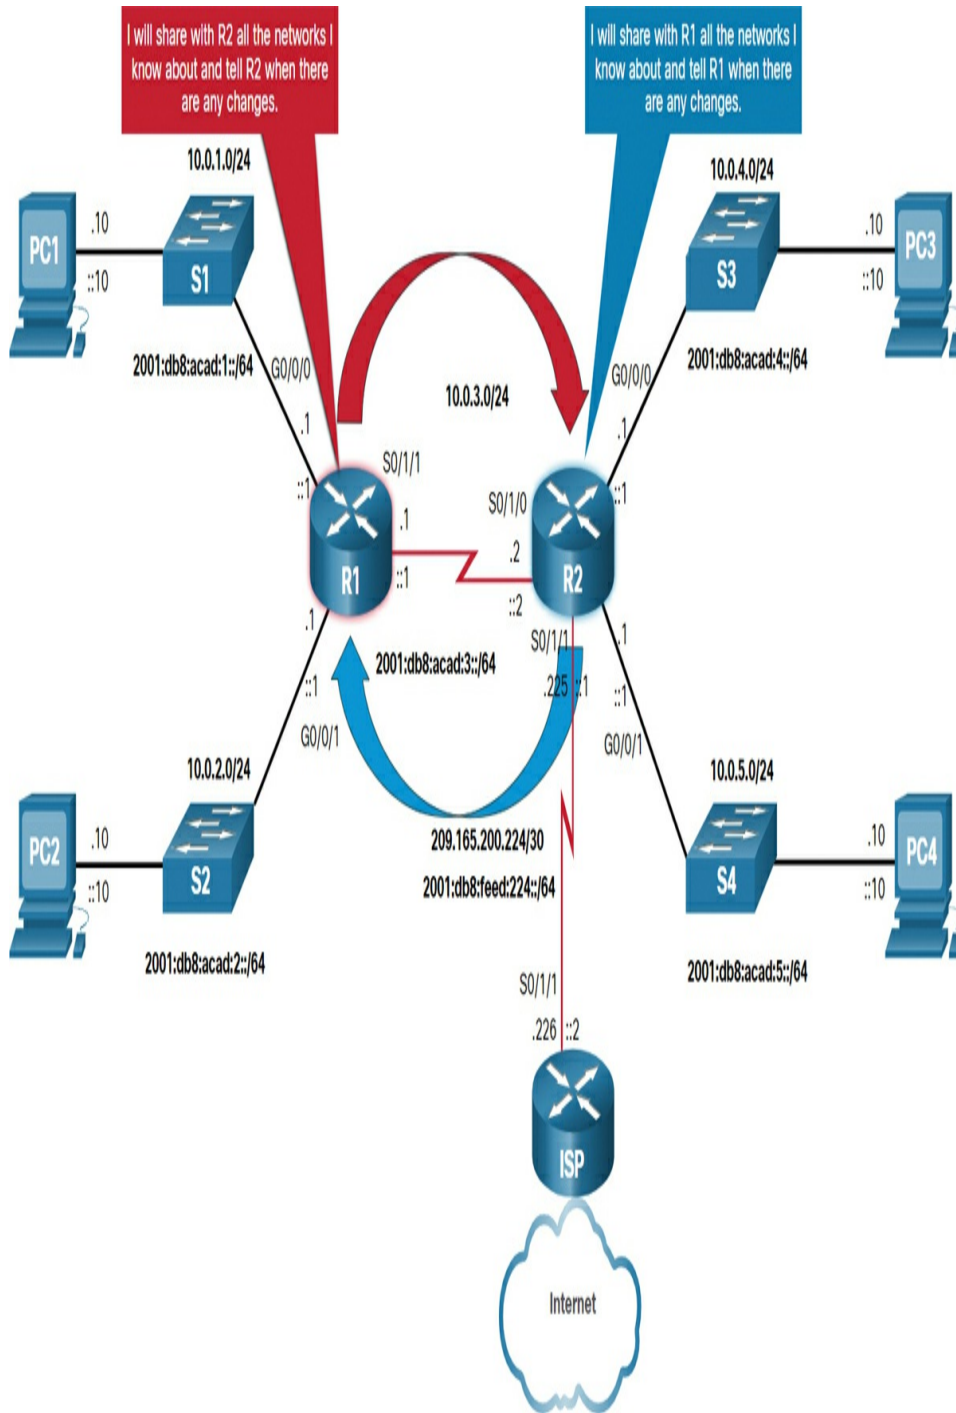 I will share with R2 all the networks I
know about and tell R2 when there
are any changes.
I will share with R1 all the networks I
know about and tell R1 when there
are any changes.
10.0.1.0/24
10.0.4.0/24
PC1
.10
::10
S1
S3
.10
::10
PC3
2001:db8:acad:1::/64
G0/0/0
.1
::1
10.0.3.0/24
G0/0/0
.1
::1
2001:db8:acad:4::/64
S0/1/1
.1
::1
R1
S0/1/0
.2
::2
R2
.1
::1
G0/0/1
2001:db8:acad:3::/64
S0/1/1
.225
::1
.1
::1
G0/0/1
10.0.2.0/24
10.0.5.0/24
PC2
.10
::10
S2
209.165.200.224/30
2001:db8:feed:224::/64
S4
.10
::10
PC4
2001:db8:acad:2::/64
2001:db8:acad:5::/64
S0/1/1
.226
::2
ISP
Internet